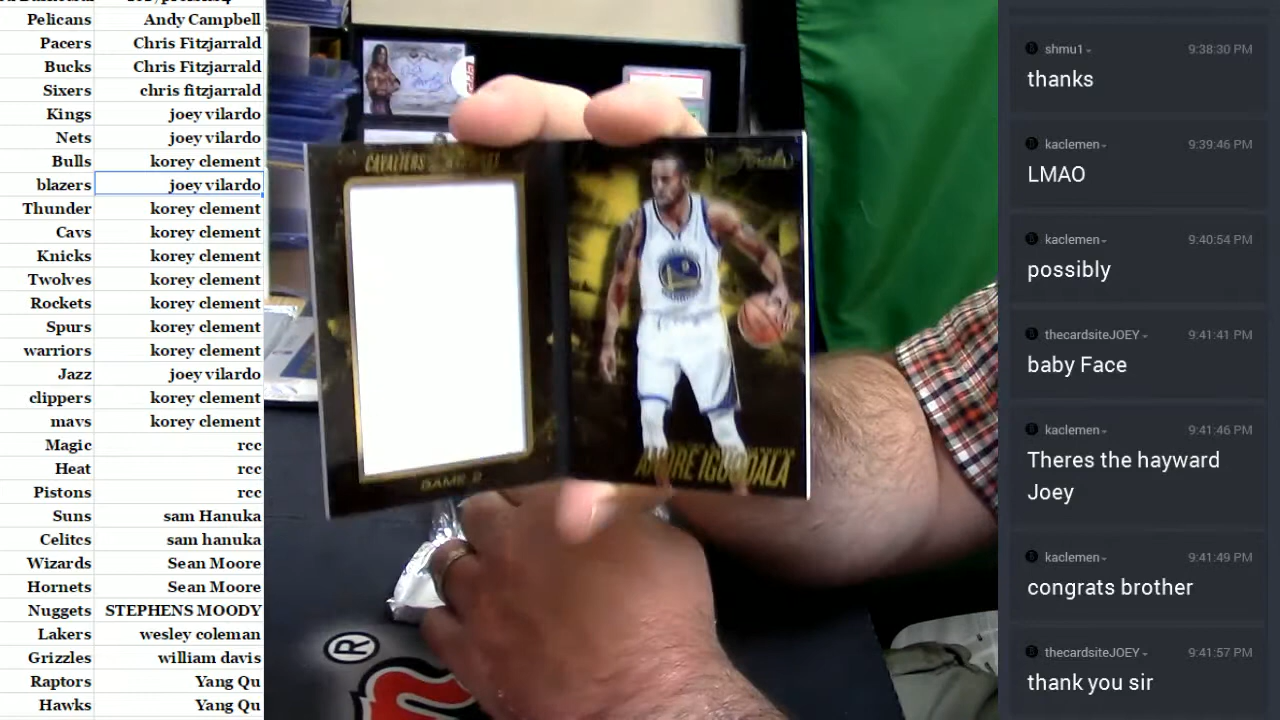 Pelicans Andy Campbell
Pacers Chris Fitzjarrald
Bucks Chris Fitzjarrald
Sixers chris fitzjarrald
Kings joey vilardo
Nets joey vilardo
Bulls korey clement
blazers joey vilardo
Thunder korey clement
Cavs korey clement
Knicks korey clement
Twolves korey clement
Rockets korey clement
Spurs korey clement
warriors korey clement
Jazz joey vilardo
clippers korey clement
mavs korey clement
Magic rcc
Heat rcc
Pistons rcc
Suns sam Hanuka
Celitcs sam hanuka
Wizards Sean Moore
Hornets Sean Moore
Nuggets STEPHENS MOODY
Lakers wesley coleman
Grizzles william davis
Raptors Yang Qu
Hawks Yang Qu
CAVALIERS
GAME 2
Finals
ANDRE IGUODALA
®
shmu1 9:38:30 PM
thanks
kaclemen 9:39:46 PM
LMAO
kaclemen 9:40:54 PM
possibly
thecardsiteJOEY 9:41:41 PM
baby Face
kaclemen 9:41:46 PM
Theres the hayward
Joey
kaclemen 9:41:49 PM
congrats brother
thecardsiteJOEY 9:41:57 PM
thank you sir